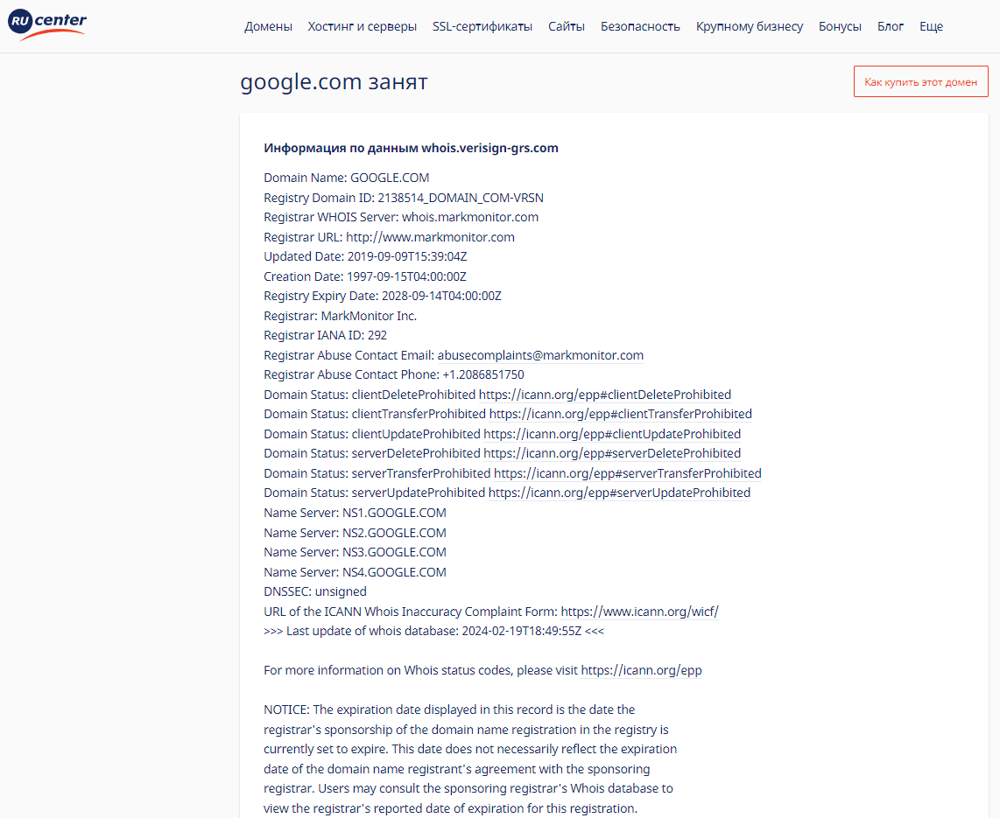 RU center
Домены Хостинг и серверы SSL-сертификаты Сайты Безопасность Крупному бизнесу Бонусы Блог Еще
google.com занят
Как купить этот домен
Информация по данным whois.verisign-grs.com
Domain Name: GOOGLE.COM
Registry Domain ID: 2138514_DOMAIN_COM-VRSN
Registrar WHOIS Server: whois.markmonitor.com
Registrar URL: http://www.markmonitor.com
Updated Date: 2019-09-09T15:39:04Z
Creation Date: 1997-09-15T04:00:00Z
Registry Expiry Date: 2028-09-14T04:00:00Z
Registrar: MarkMonitor Inc.
Registrar IANA ID: 292
Registrar Abuse Contact Email: abusecomplaints@markmonitor.com
Registrar Abuse Contact Phone: +1.2086851750
Domain Status: clientDeleteProhibited https://icann.org/epp#clientDeleteProhibited
Domain Status: clientTransferProhibited https://icann.org/epp#clientTransferProhibited
Domain Status: clientUpdateProhibited https://icann.org/epp#clientUpdateProhibited
Domain Status: serverDeleteProhibited https://icann.org/epp#serverDeleteProhibited
Domain Status: serverTransferProhibited https://icann.org/epp#serverTransferProhibited
Domain Status: serverUpdateProhibited https://icann.org/epp#serverUpdateProhibited
Name Server: NS1.GOOGLE.COM
Name Server: NS2.GOOGLE.COM
Name Server: NS3.GOOGLE.COM
Name Server: NS4.GOOGLE.COM
DNSSEC: unsigned
URL of the ICANN Whois Inaccuracy Complaint Form: https://www.icann.org/wicf/
>>> Last update of whois database: 2024-02-19T18:49:55Z <<<
For more information on Whois status codes, please visit https://icann.org/epp
NOTICE: The expiration date displayed in this record is the date the
registrar's sponsorship of the domain name registration in the registry is
currently set to expire. This date does not necessarily reflect the expiration
date of the domain name registrant's agreement with the sponsoring
registrar. Users may consult the sponsoring registrar's Whois database to
view the registrar's reported date of expiration for this registration.